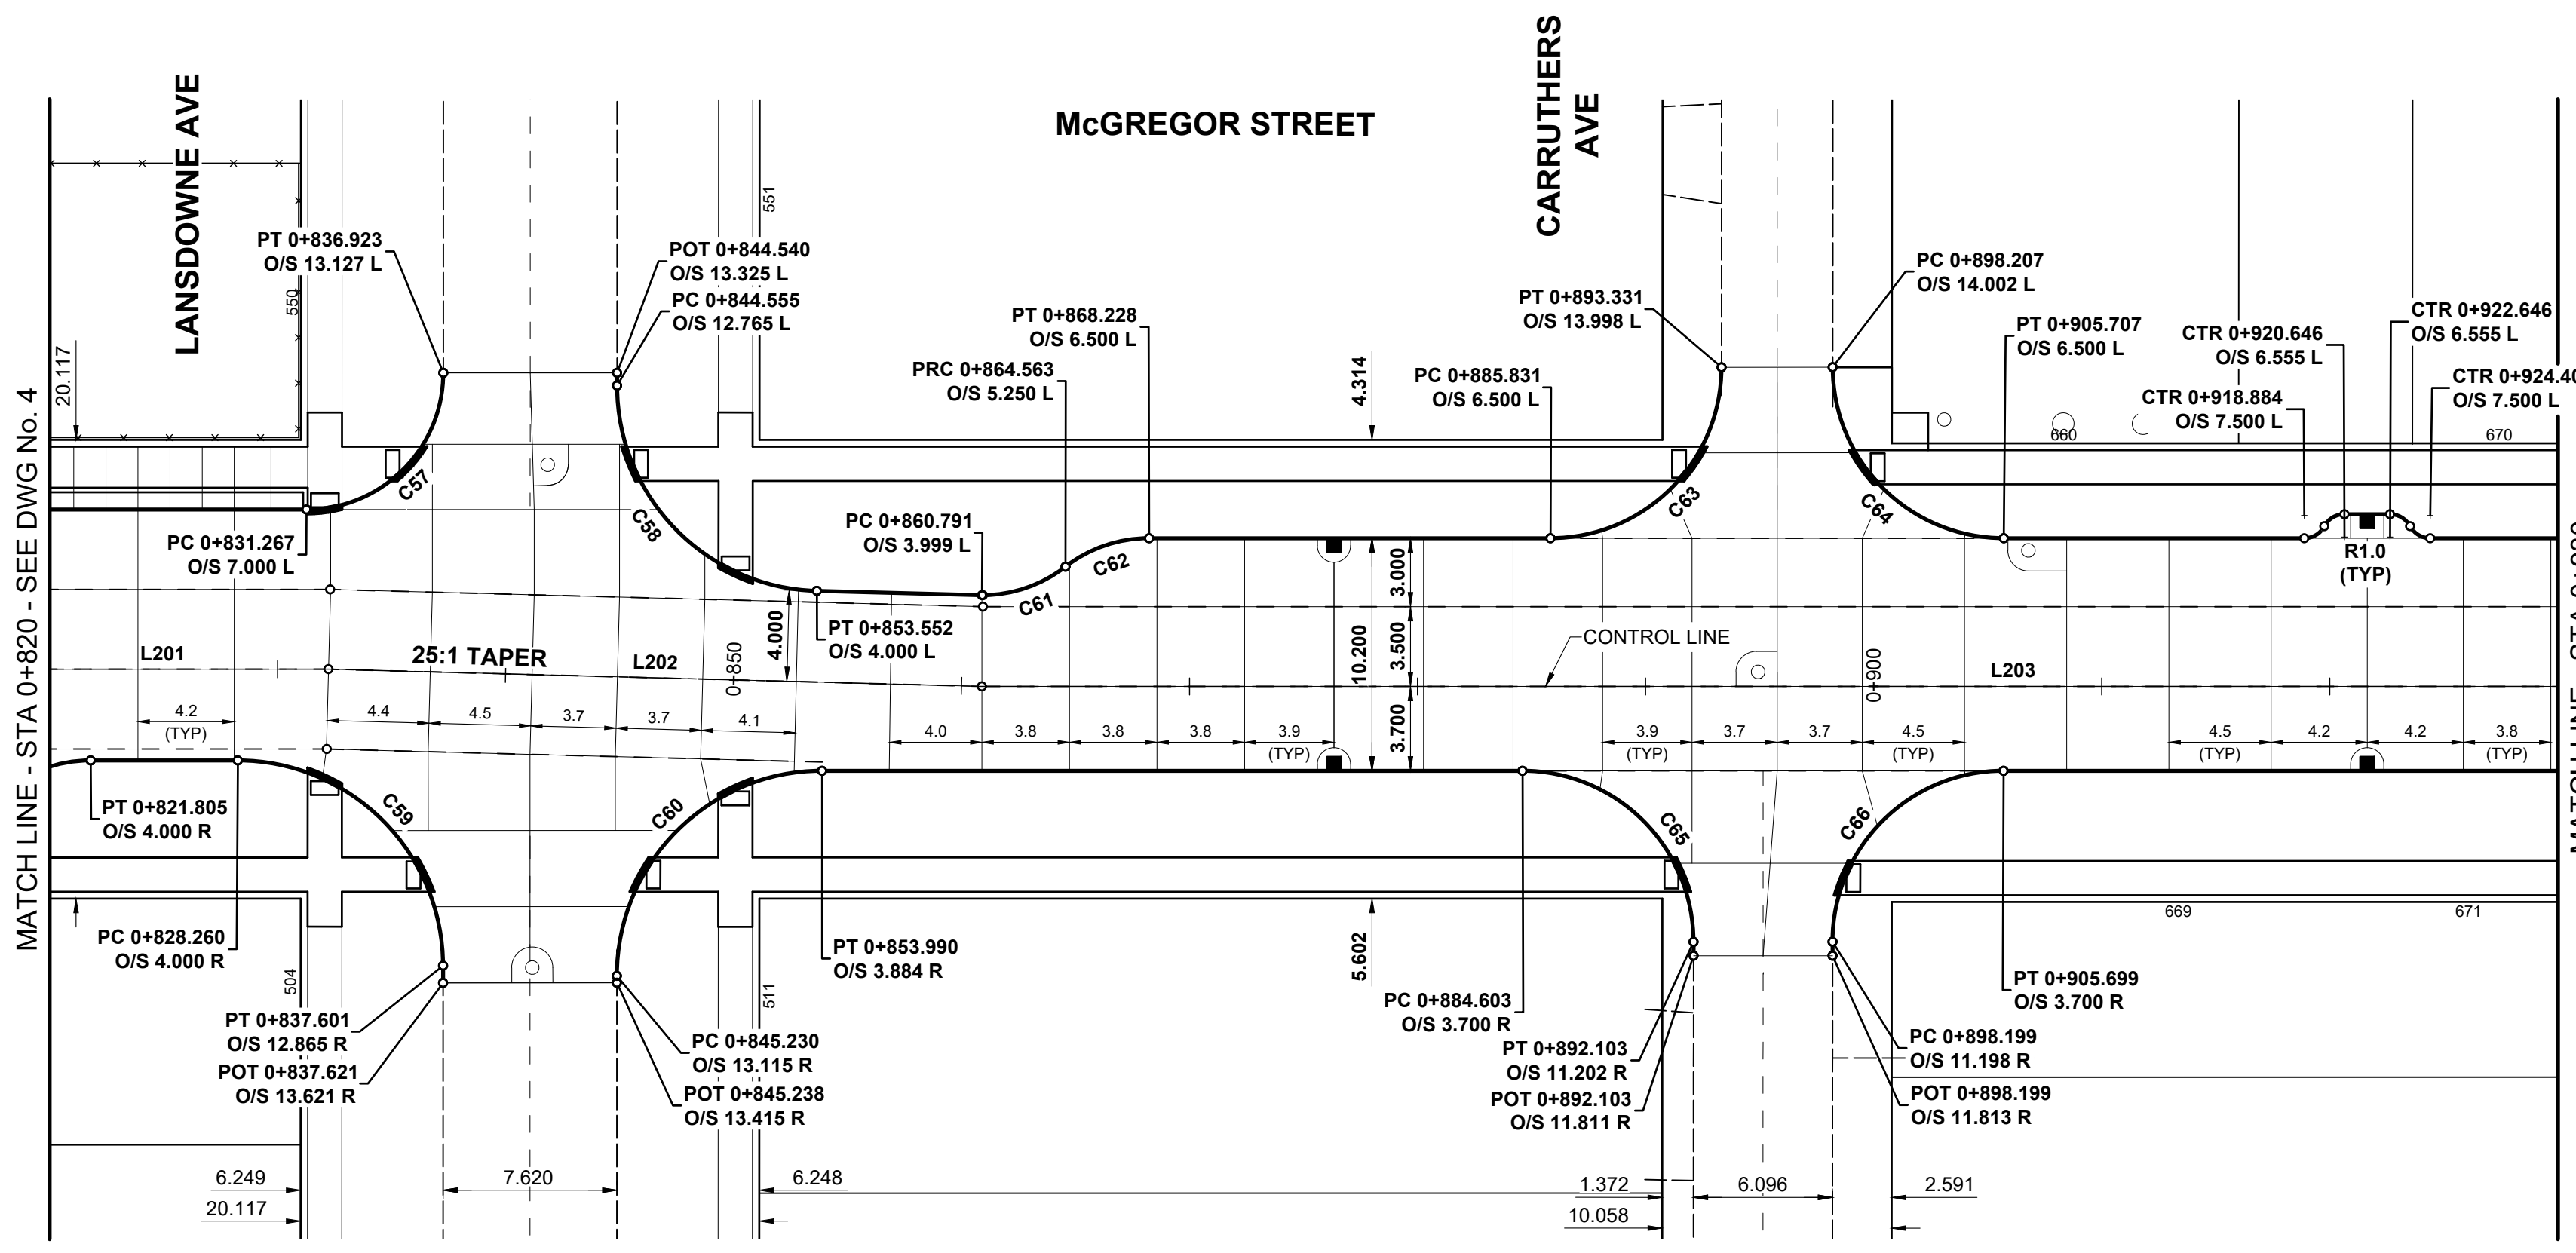 McGREGOR STREET
LANSDOWNE AVE
CARRUTHERS
AVE
MATCH LINE - STA 0+820 - SEE DWG No. 4
20.117
550
551
PT 0+836.923
O/S 13.127 L
POT 0+844.540
O/S 13.325 L
PC 0+844.555
O/S 12.765 L
PT 0+868.228
O/S 6.500 L
PRC 0+864.563
O/S 5.250 L
4.314
PC 0+885.831
O/S 6.500 L
PT 0+893.331
O/S 13.998 L
PC 0+898.207
O/S 14.002 L
PT 0+905.707
O/S 6.500 L
CTR 0+920.646
O/S 6.555 L
CTR 0+922.646
O/S 6.555 L
CTR 0+918.884
O/S 7.500 L
CTR 0+924.40
O/S 7.500 L
660
670
C57
C58
C63
C64
PC 0+831.267
O/S 7.000 L
PC 0+860.791
O/S 3.999 L
C62
C61
R1.0
(TYP)
PT 0+853.552
O/S 4.000 L
4.000
3.000
3.500
3.700
10.200
CONTROL LINE
L201
25:1 TAPER
L202
0+850
0+900
L203
4.2
(TYP)
4.4
4.5
3.7
3.7
4.1
4.0
3.8
3.8
3.8
3.9
(TYP)
3.9
(TYP)
3.7
3.7
4.5
(TYP)
4.5
(TYP)
4.2
4.2
3.8
(TYP)
C59
C60
C65
C66
PT 0+821.805
O/S 4.000 R
PC 0+828.260
O/S 4.000 R
504
511
669
671
PT 0+853.990
O/S 3.884 R
5.602
PC 0+884.603
O/S 3.700 R
PT 0+905.699
O/S 3.700 R
PT 0+837.601
O/S 12.865 R
POT 0+837.621
O/S 13.621 R
PC 0+845.230
O/S 13.115 R
POT 0+845.238
O/S 13.415 R
PT 0+892.103
O/S 11.202 R
POT 0+892.103
O/S 11.811 R
PC 0+898.199
O/S 11.198 R
POT 0+898.199
O/S 11.813 R
6.249
20.117
7.620
6.248
1.372
10.058
6.096
2.591